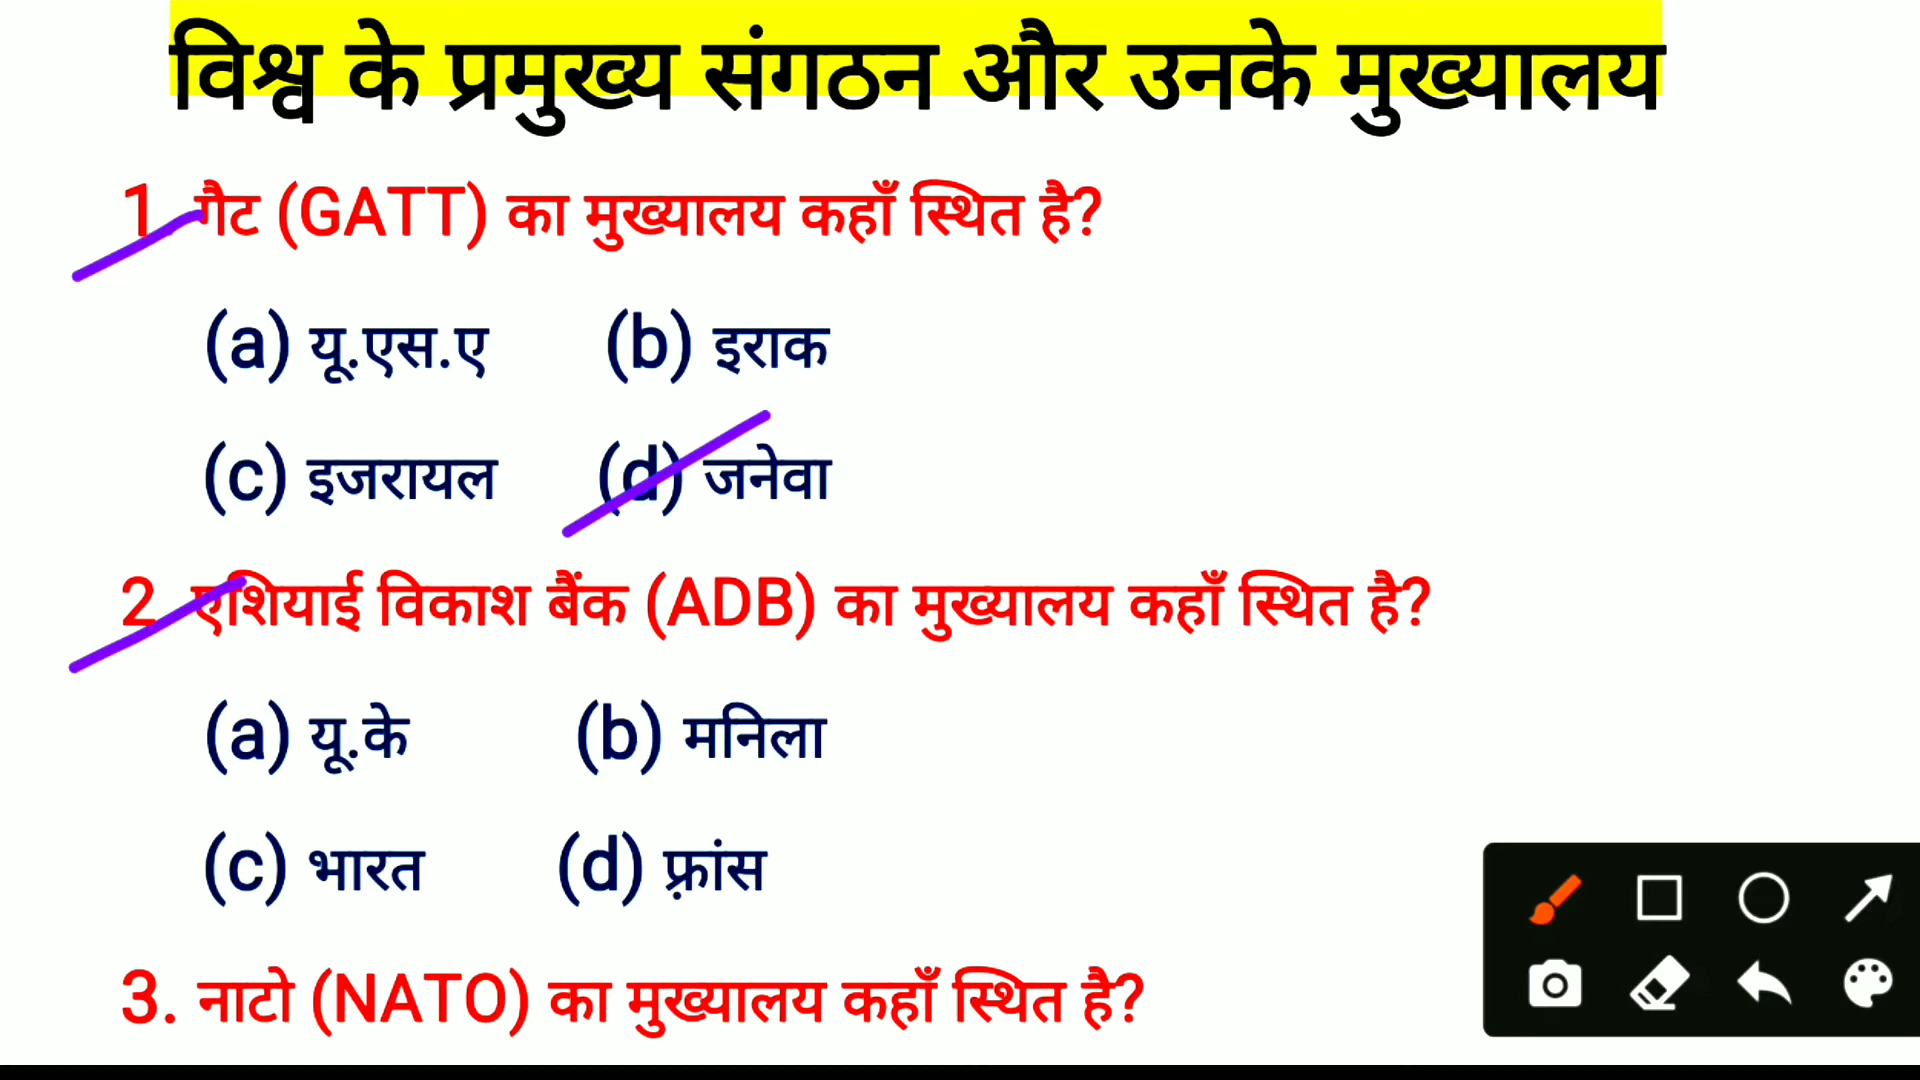 विश्व के प्रमुख्य संगठन और उनके मुख्यालय
1. गैट (GATT) का मुख्यालय कहाँ स्थित है?
(a) यू.एस.ए (b) इराक
(c) इजरायल (d) जनेवा
2. एशियाई विकाश बैंक (ADB) का मुख्यालय कहाँ स्थित है?
(a) यू.के (b) मनिला
(c) भारत (d) फ़्रांस
3. नाटो (NATO) का मुख्यालय कहाँ स्थित है?